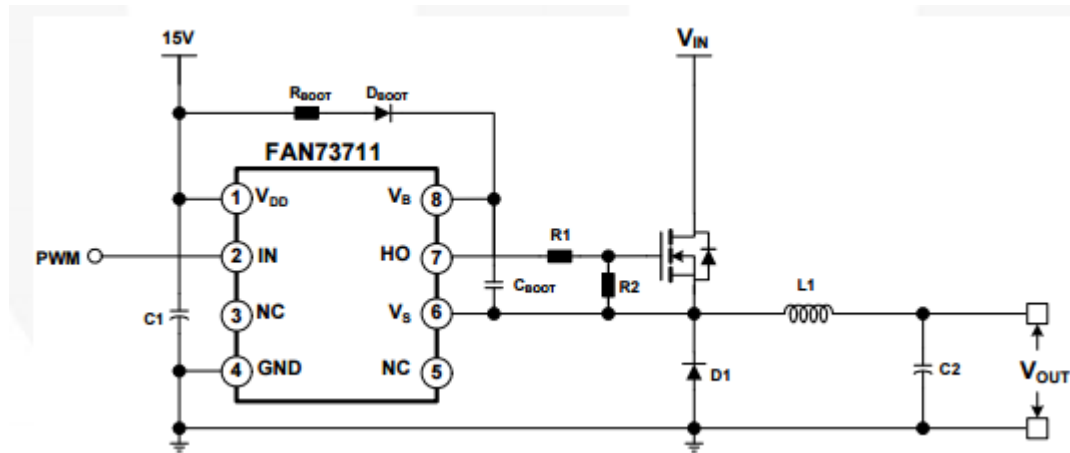 15V
VIN
RBOOT
DBOOT
FAN73711
1
VDD
VB
8
PWM
2
IN
HO
7
R1
R2
CBOOT
L1
C1
3
NC
VS
6
4
GND
NC
5
D1
C2
VOUT